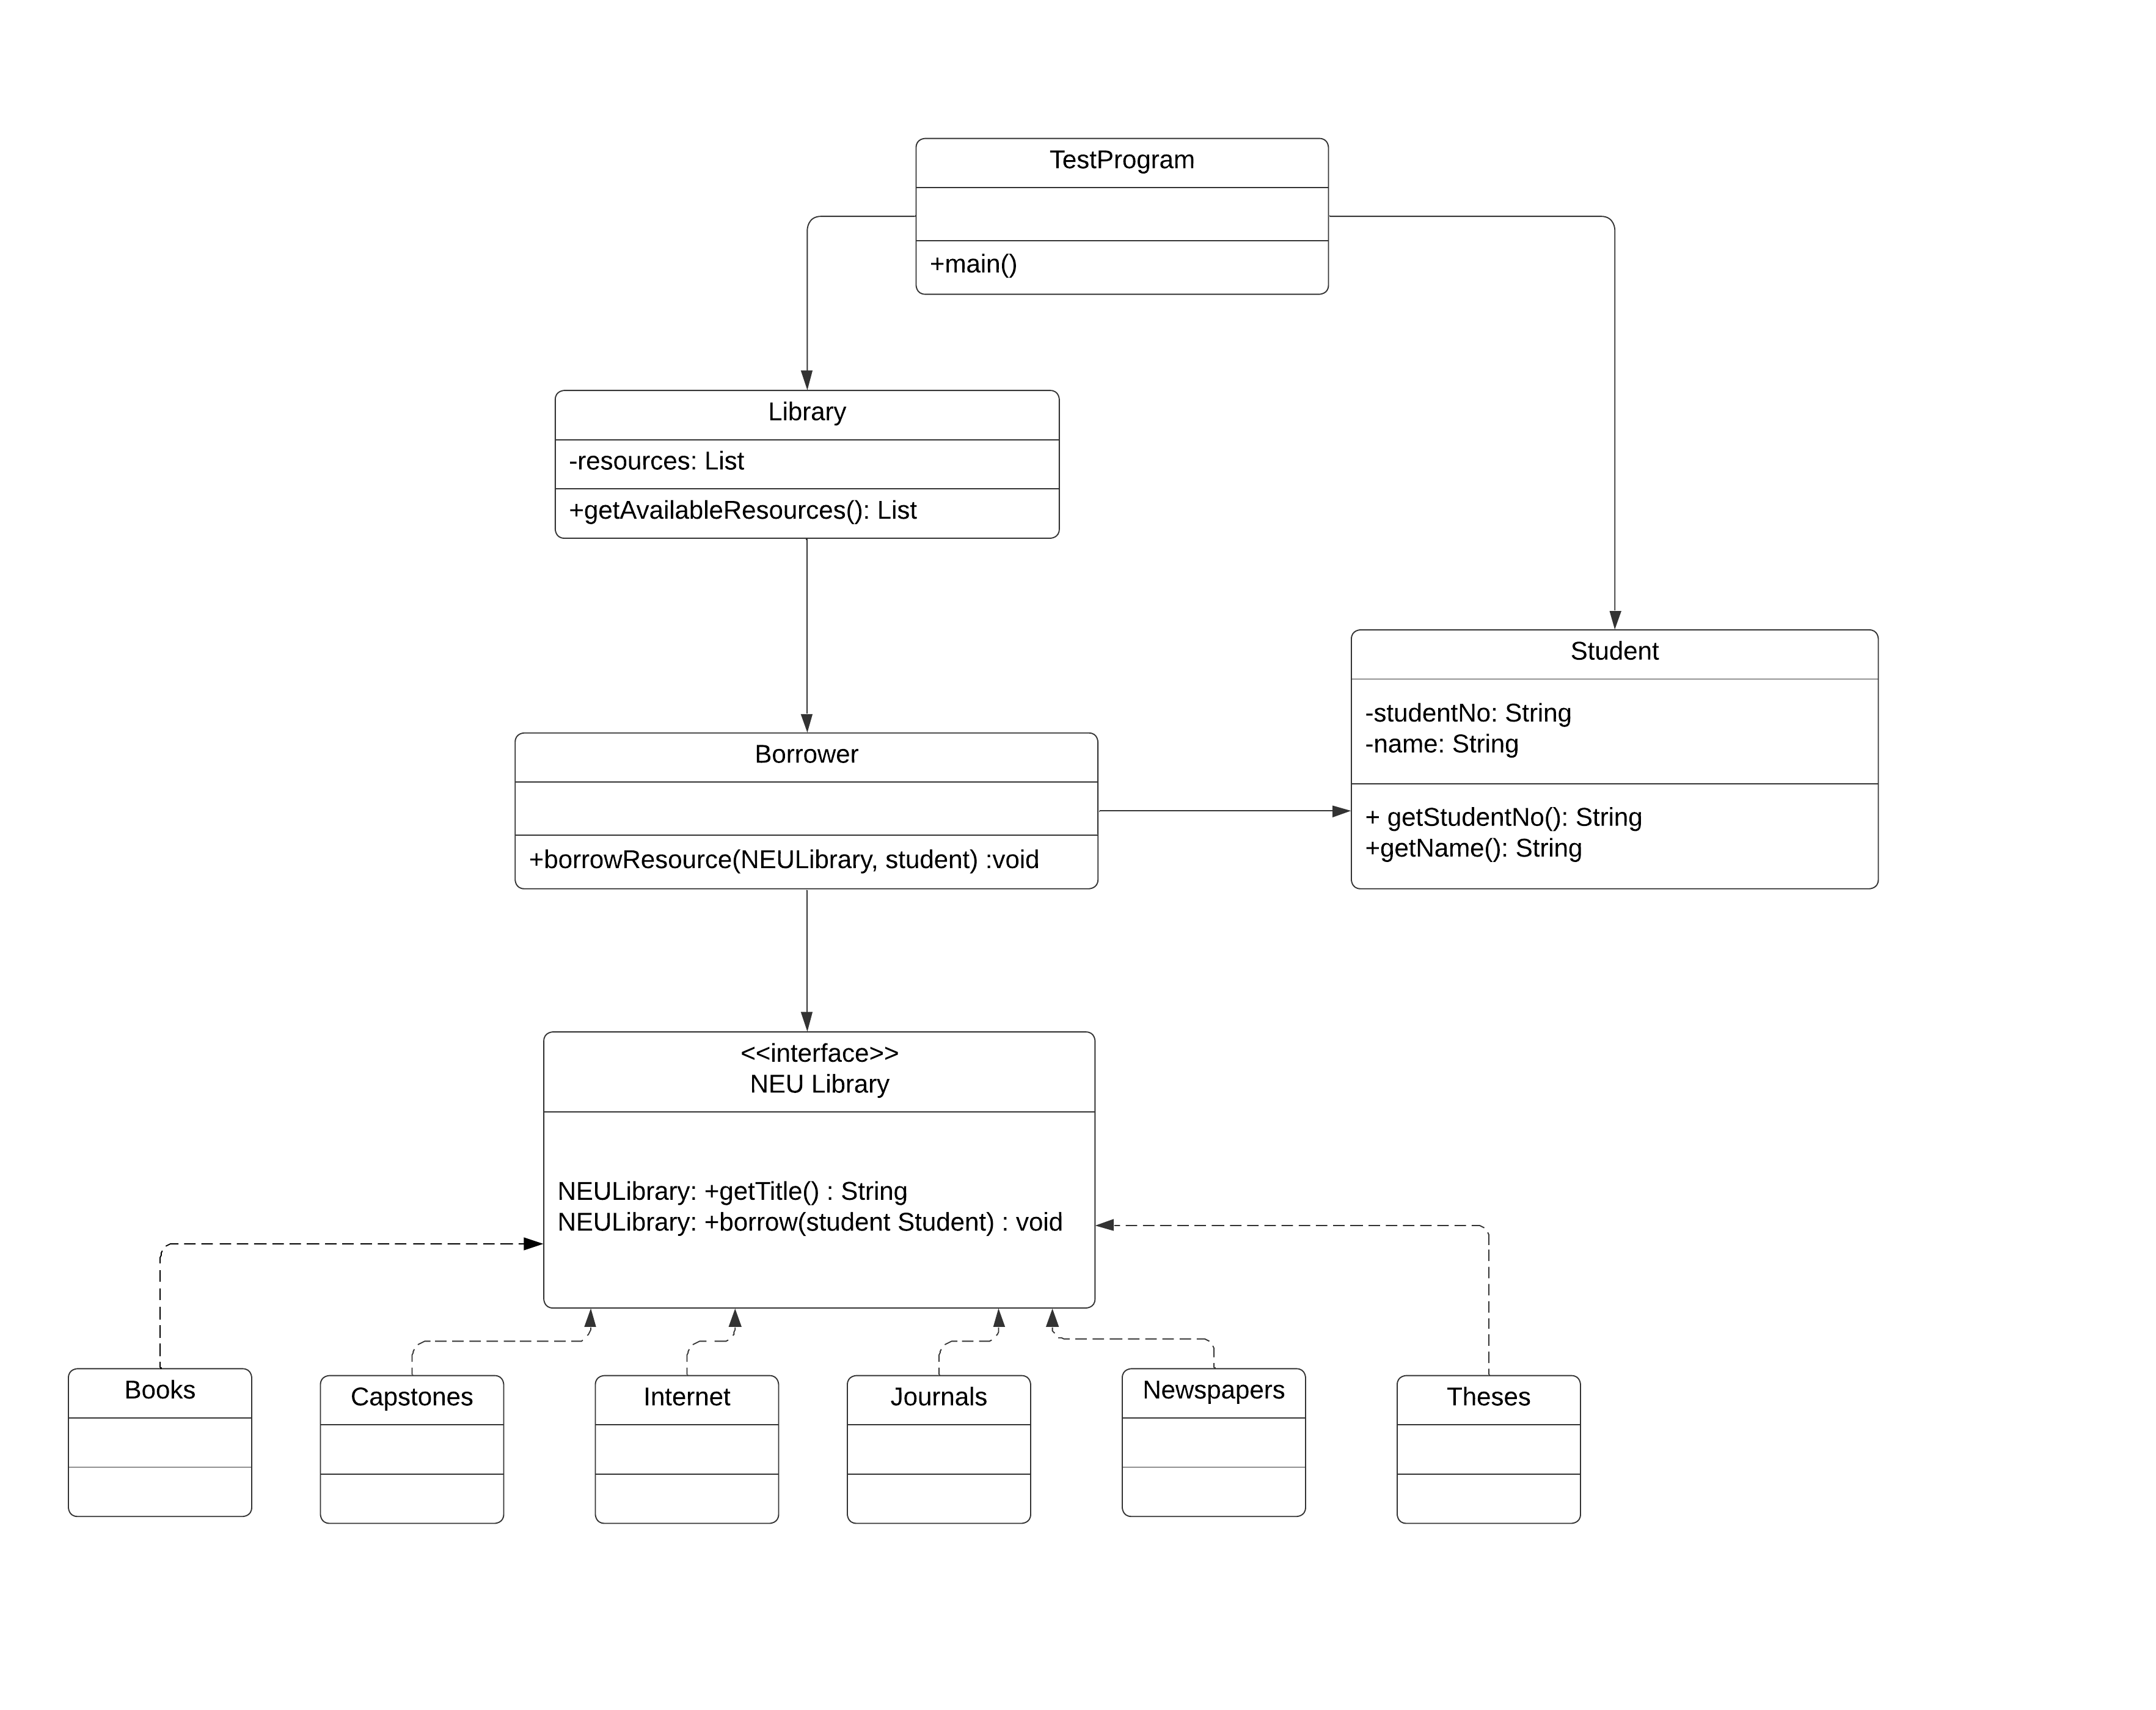 TestProgram
+main()
Library
-resources: List
+getAvailableResources(): List
Student
-studentNo: String
-name: String
+ getStudentNo(): String
+getName(): String
Borrower
+borrowResource(NEULibrary, student) :void
<<interface>>
NEU Library
NEULibrary: +getTitle() : String
NEULibrary: +borrow(student Student) : void
Books
Capstones
Internet
Journals
Newspapers
Theses